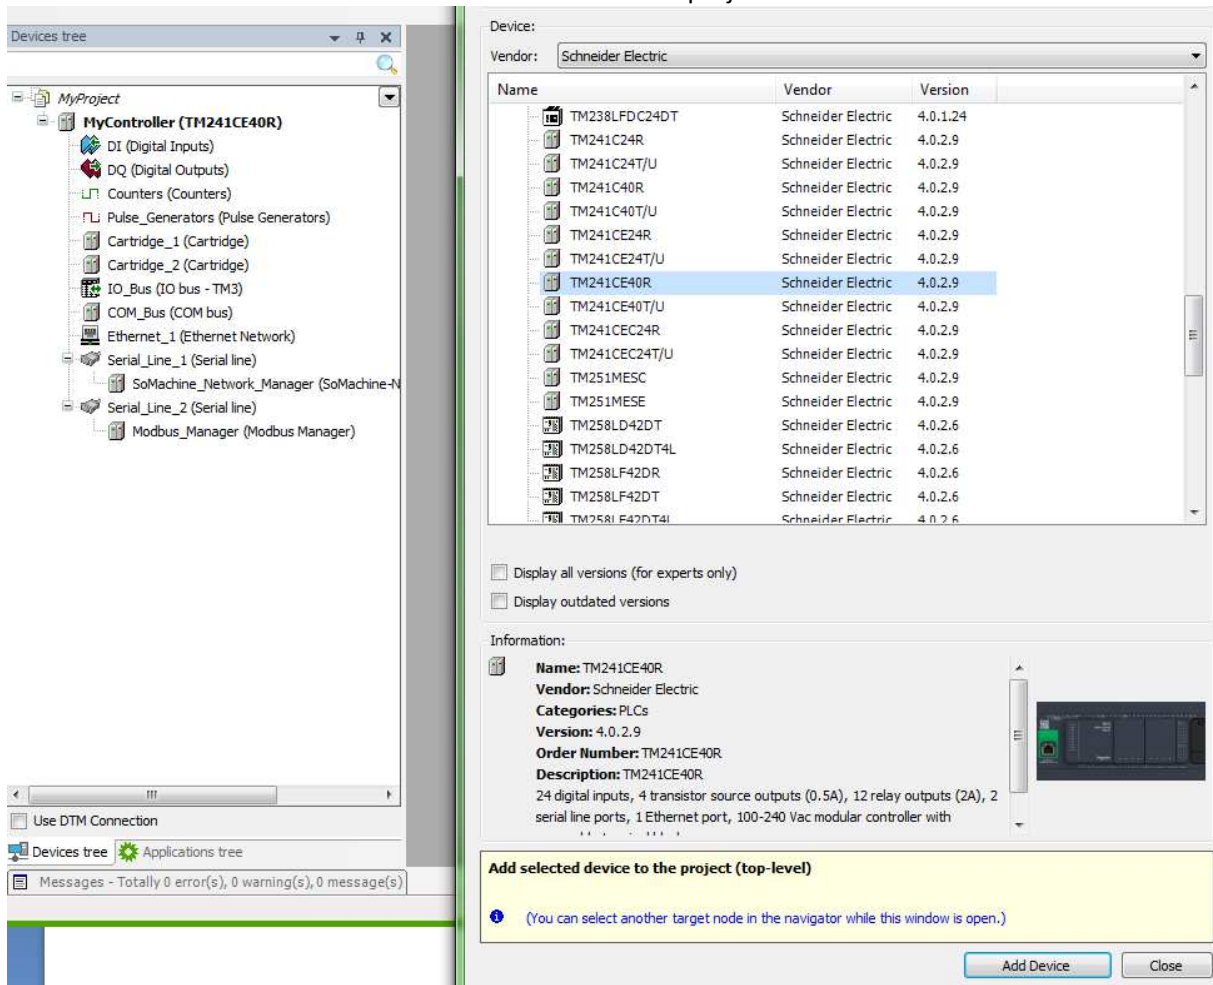 Devices tree
MyProject
MyController (TM241CE40R)
DI (Digital Inputs)
DQ (Digital Outputs)
Counters (Counters)
Pulse_Generators (Pulse Generators)
Cartridge_1 (Cartridge)
Cartridge_2 (Cartridge)
IO_Bus (IO bus - TM3)
COM_Bus (COM bus)
Ethernet_1 (Ethernet Network)
Serial_Line_1 (Serial line)
SoMachine_Network_Manager (SoMachine-N
Serial_Line_2 (Serial line)
Modbus_Manager (Modbus Manager)
Use DTM Connection
Devices tree Applications tree
Messages - Totally 0 error(s), 0 warning(s), 0 message(s)
Device:
Vendor: Schneider Electric
Name Vendor Version
TM238LFDC24DT Schneider Electric 4.0.1.24
TM241C24R Schneider Electric 4.0.2.9
TM241C24T/U Schneider Electric 4.0.2.9
TM241C40R Schneider Electric 4.0.2.9
TM241C40T/U Schneider Electric 4.0.2.9
TM241CE24R Schneider Electric 4.0.2.9
TM241CE24T/U Schneider Electric 4.0.2.9
TM241CE40R Schneider Electric 4.0.2.9
TM241CE40T/U Schneider Electric 4.0.2.9
TM241CEC24R Schneider Electric 4.0.2.9
TM241CEC24T/U Schneider Electric 4.0.2.9
TM251MESC Schneider Electric 4.0.2.9
TM251MESE Schneider Electric 4.0.2.9
TM258LD42DT Schneider Electric 4.0.2.6
TM258LD42DT4L Schneider Electric 4.0.2.6
TM258LF42DR Schneider Electric 4.0.2.6
TM258LF42DT Schneider Electric 4.0.2.6
TM258LF42DT4L Schneider Electric 4.0.2.6
Display all versions (for experts only)
Display outdated versions
Information:
Name: TM241CE40R
Vendor: Schneider Electric
Categories: PLCs
Version: 4.0.2.9
Order Number: TM241CE40R
Description: TM241CE40R
24 digital inputs, 4 transistor source outputs (0.5A), 12 relay outputs (2A), 2
serial line ports, 1 Ethernet port, 100-240 Vac modular controller with
Add selected device to the project (top-level)
(You can select another target node in the navigator while this window is open.)
Add Device Close